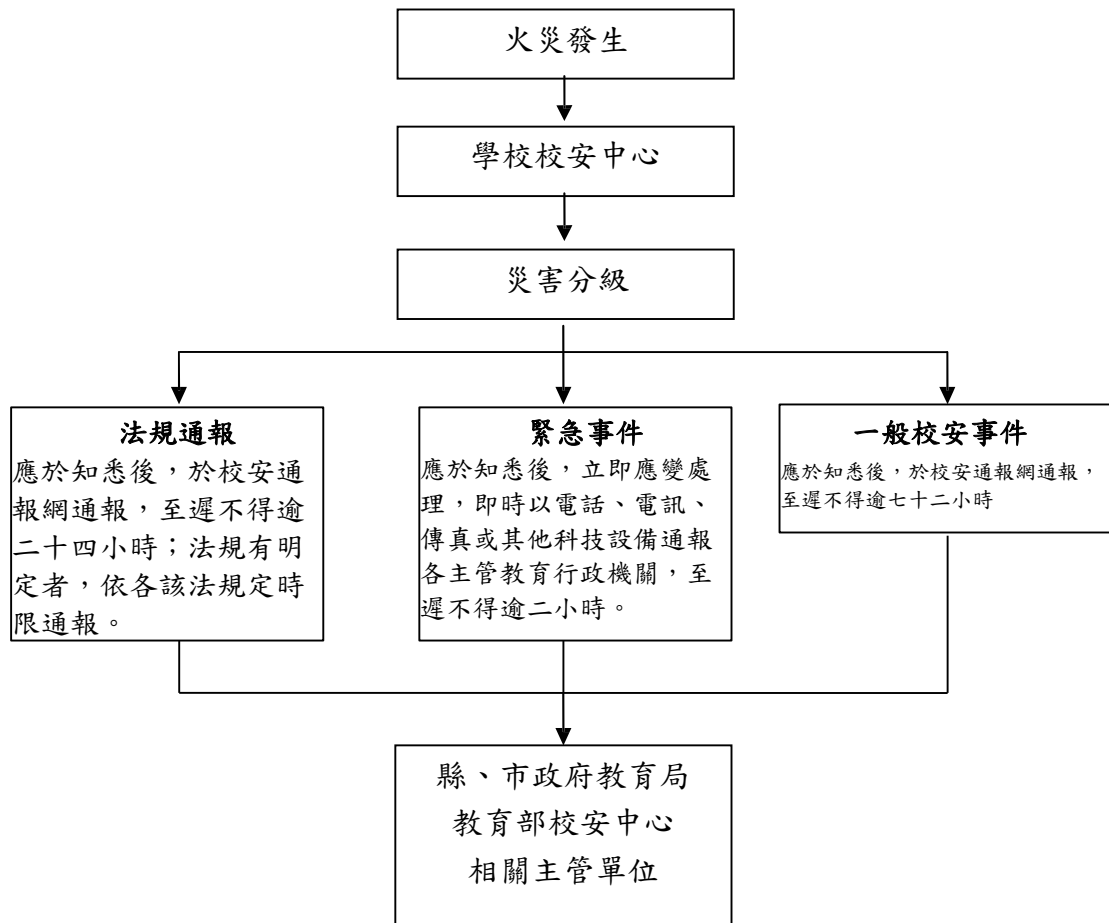 火災發生
學校校安中心
災害分級
法規通報
應於知悉後，於校安通
報網通報，至遲不得逾
二十四小時；法規有明
定者，依各該法規定時
限通報。
緊急事件
應於知悉後，立即應變處
理，即時以電話、電訊、
傳真或其他科技設備通報
各主管教育行政機關，至
遲不得逾二小時。
一般校安事件
應於知悉後，於校安通報網通報，
至遲不得逾七十二小時
縣、市政府教育局
教育部校安中心
相關主管單位